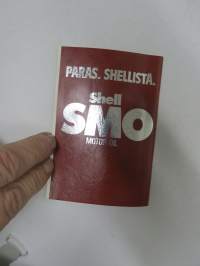 PARAS. SHELLISTA.
Shell
SMO
MOTOR OIL